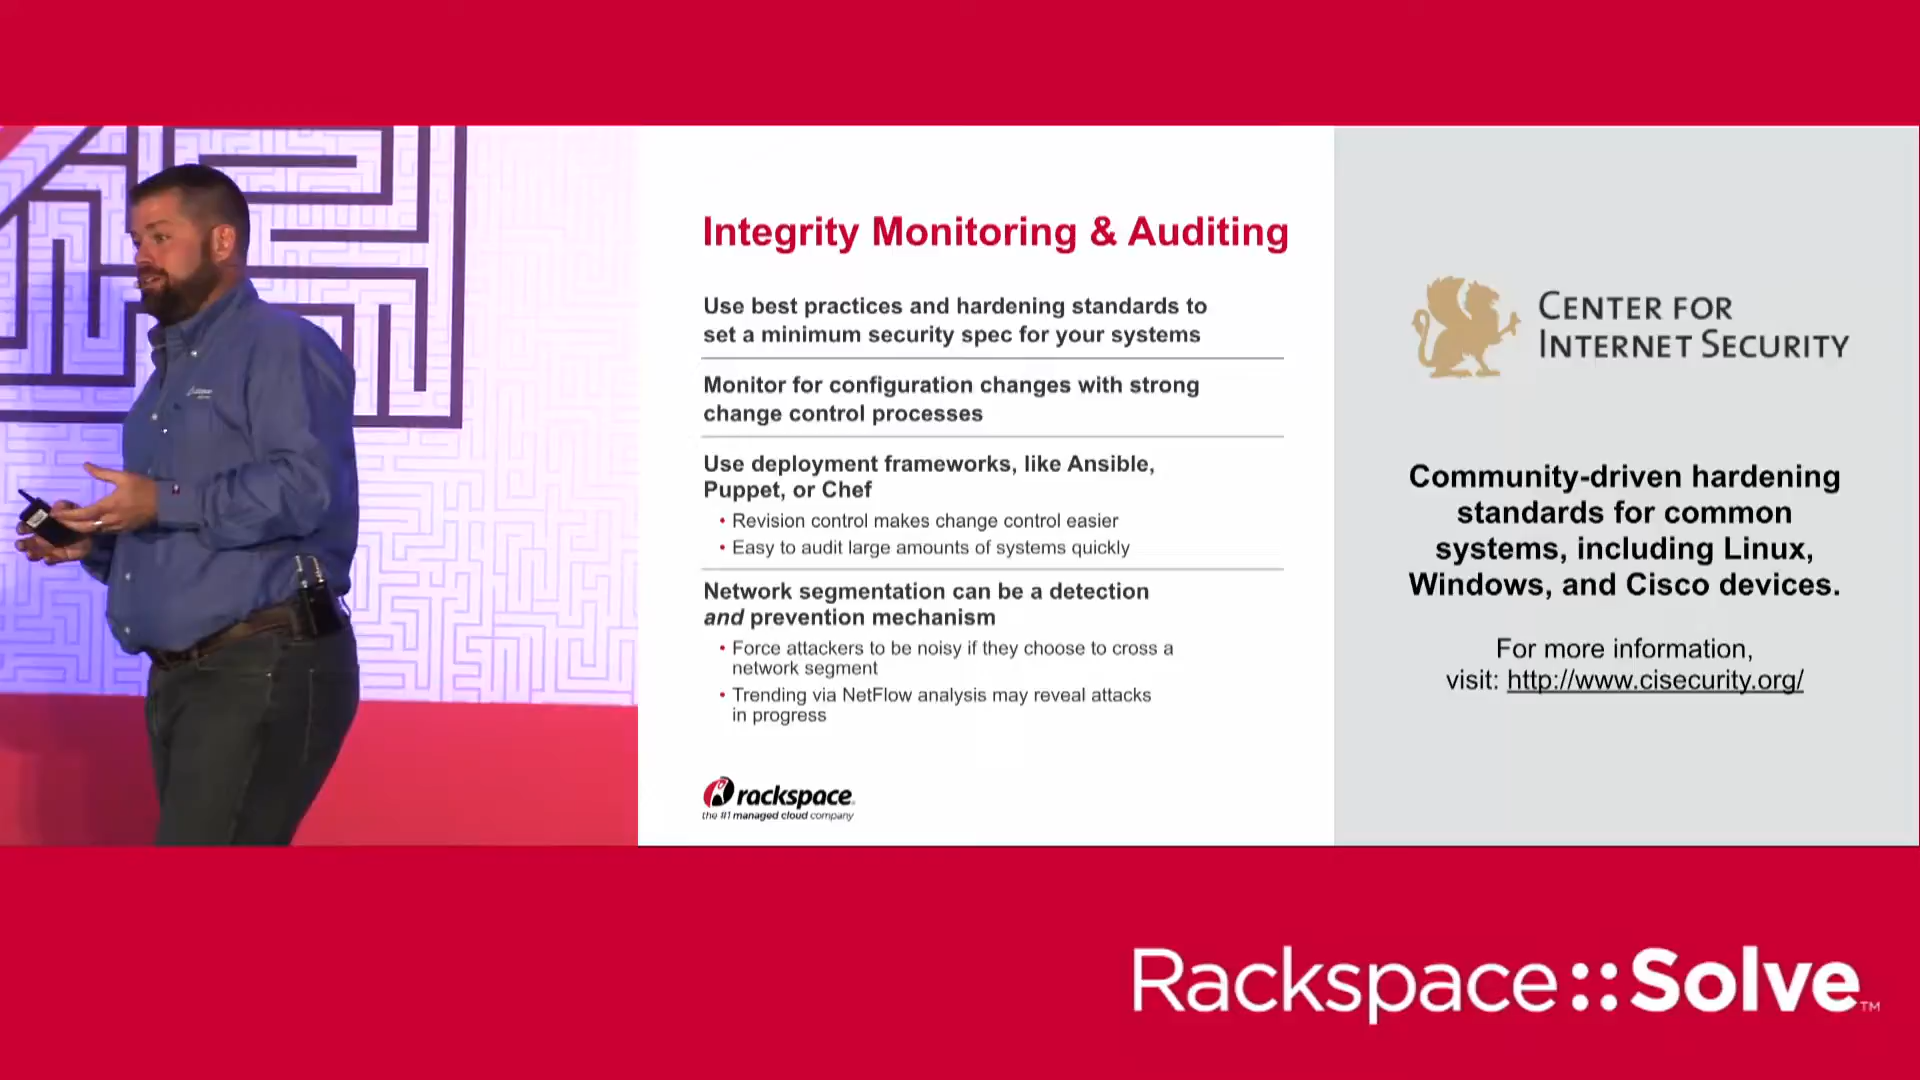 Integrity Monitoring & Auditing
Use best practices and hardening standards to
set a minimum security spec for your systems
Monitor for configuration changes with strong
change control processes
Use deployment frameworks, like Ansible,
Puppet, or Chef
• Revision control makes change control easier
• Easy to audit large amounts of systems quickly
Network segmentation can be a detection
and prevention mechanism
• Force attackers to be noisy if they choose to cross a
network segment
• Trending via NetFlow analysis may reveal attacks
in progress
rackspace.
the #1 managed cloud company
CENTER FOR
INTERNET SECURITY
Community-driven hardening
standards for common
systems, including Linux,
Windows, and Cisco devices.
For more information,
visit: http://www.cisecurity.org/
Rackspace::Solve™